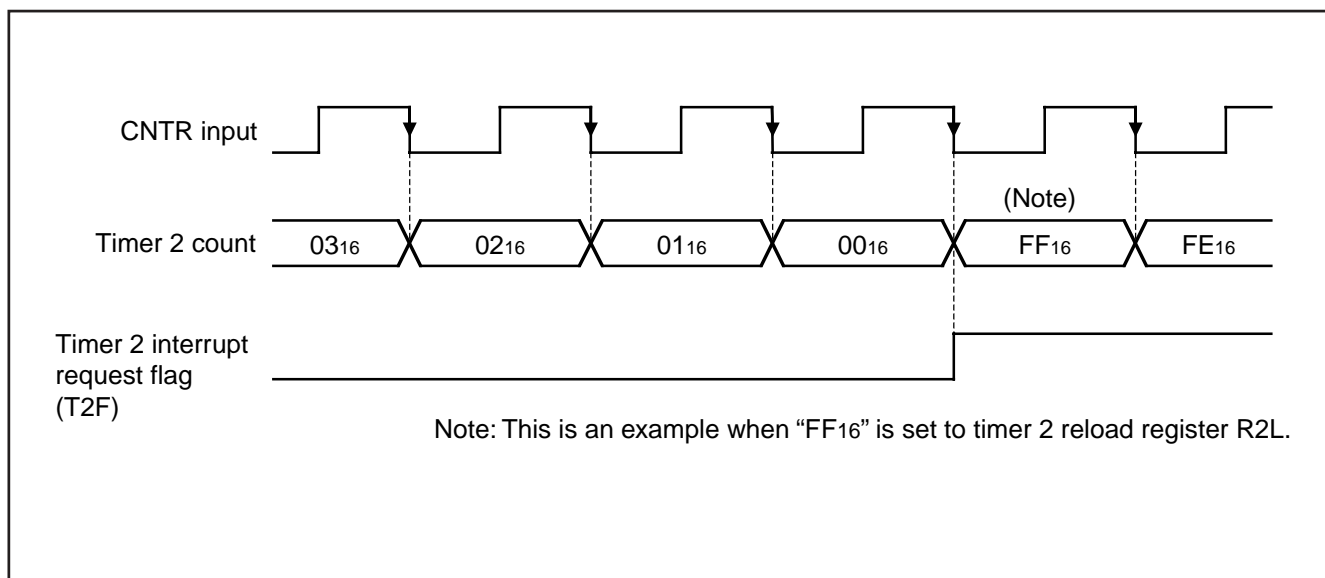 CNTR input
(Note)
Timer 2 count
0316 0216 0116 0016 FF16 FE16
Timer 2 interrupt
request flag
(T2F)
Note: This is an example when “FF16” is set to timer 2 reload register R2L.